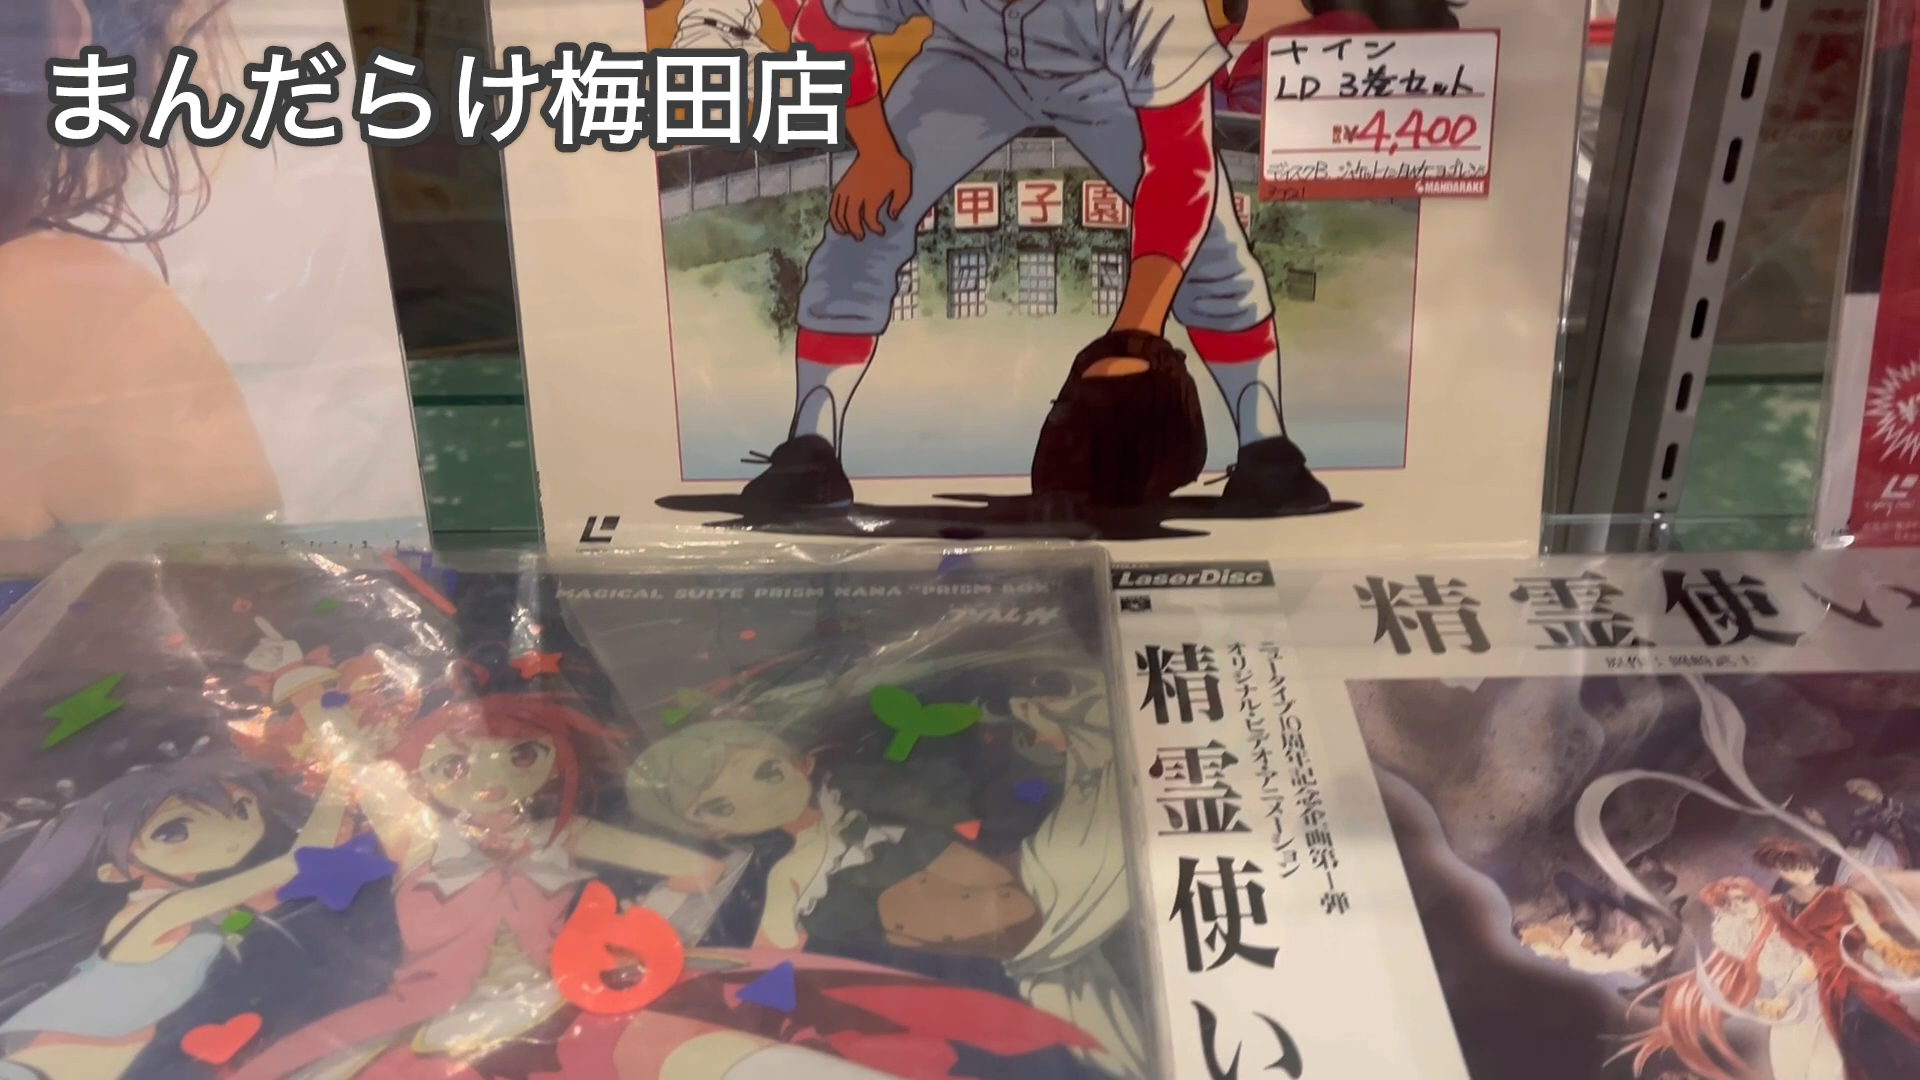 まんだらけ梅田店
ナイン
LD 3巻セット
¥4,400
MANDARAKE
甲子園
MAGICAL SUITE PRISM NANA "PRISM BOX"
LaserDisc
精霊使い
ニュータイプ10周年記念企画第1弾
オリジナル・ビデオ・アニメーション
精霊使い